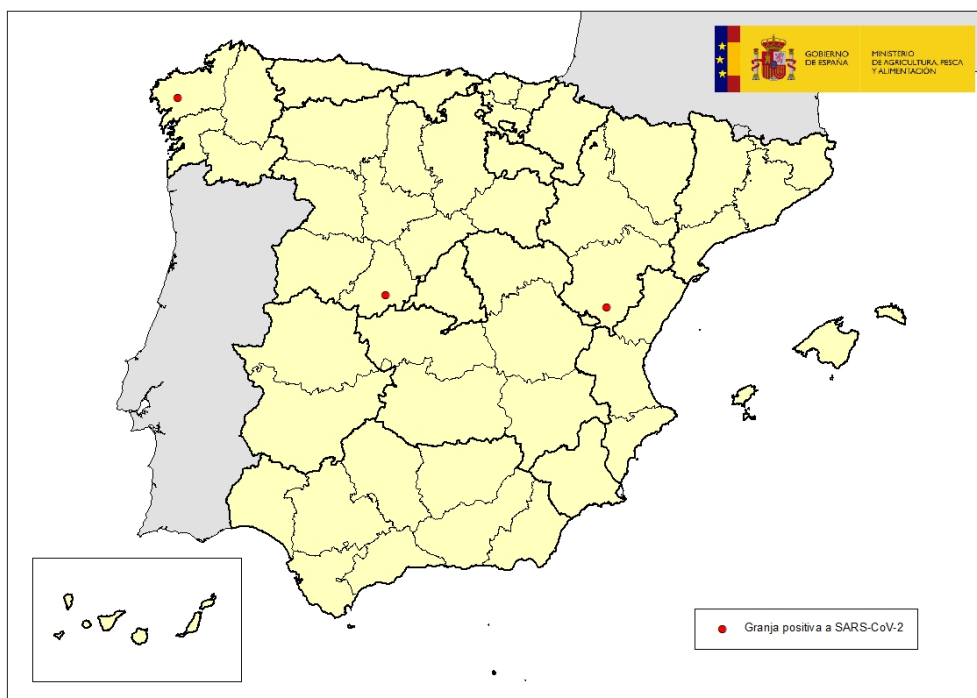 GOBIERNO
DE ESPAÑA
MINISTERIO
DE AGRICULTURA, PESCA
Y ALIMENTACIÓN
Granja positiva a SARS-CoV-2